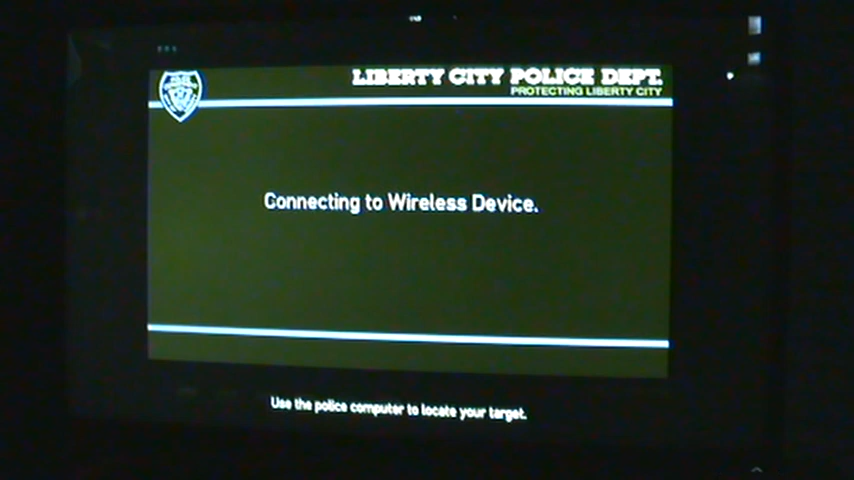 LIBERTY CITY POLICE DEPT.
PROTECTING LIBERTY CITY
Connecting to Wireless Device.
Use the police computer to locate your target.